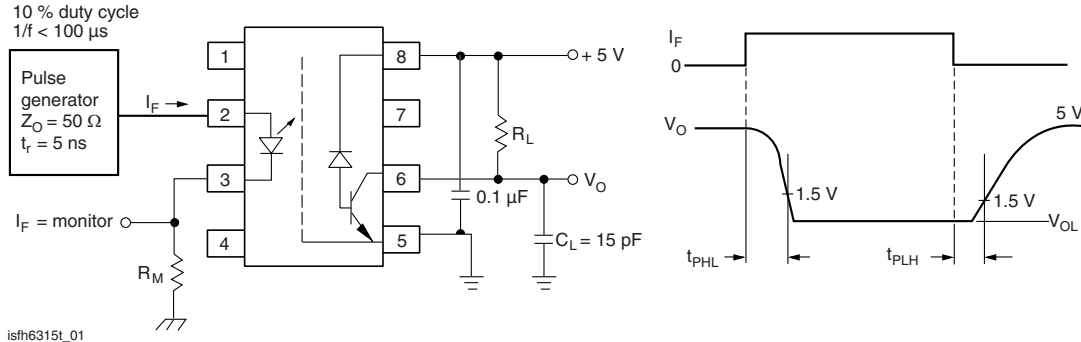 10 % duty cycle
1/f < 100 µs
Pulse
generator
Z_O = 50 Ω
t_r = 5 ns
I_F →
1
2
3
4
8
7
6
5
+ 5 V
R_L
V_O
0.1 µF
C_L = 15 pF
I_F = monitor
R_M
isfh6315t_01
I_F
0
V_O
5 V
1.5 V
1.5 V
V_OL
t_PHL
t_PLH